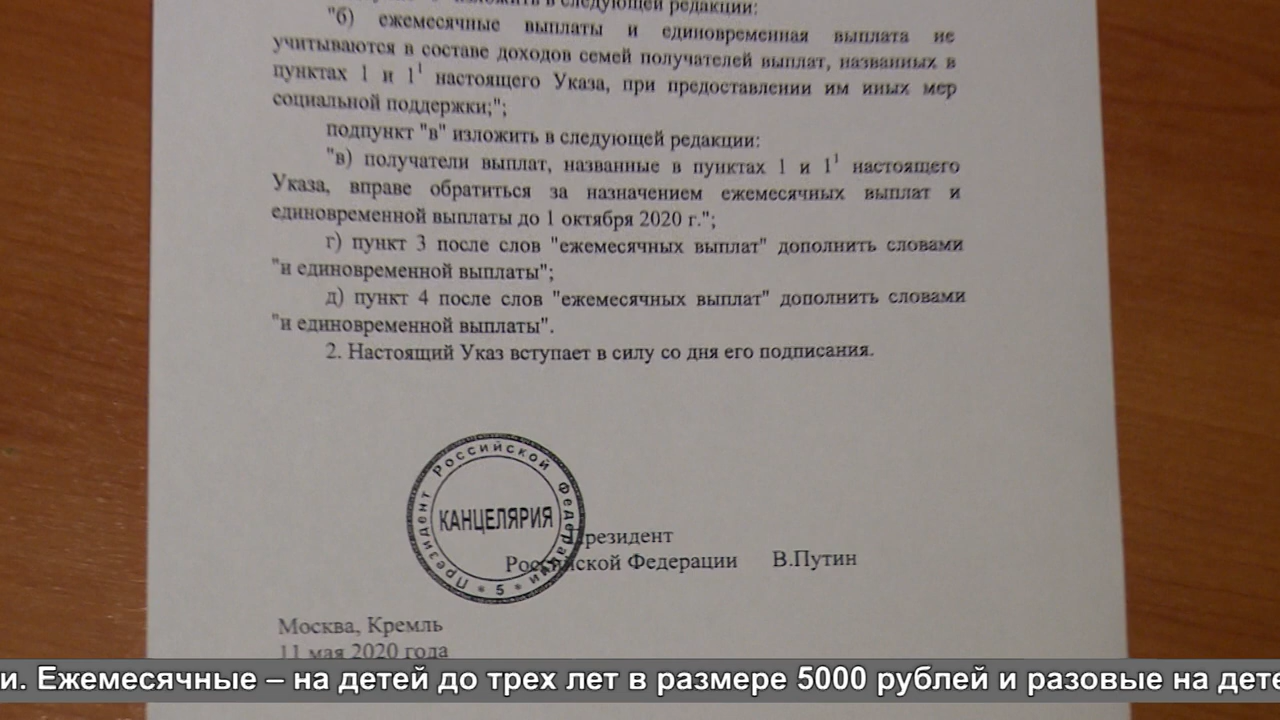 изложить в следующей редакции:
"б) ежемесячные выплаты и единовременная выплата не
учитываются в составе доходов семей получателей выплат, названных в
пунктах 1 и 1¹ настоящего Указа, при предоставлении им иных мер
социальной поддержки;";
подпункт "в" изложить в следующей редакции:
"в) получатели выплат, названные в пунктах 1 и 1¹ настоящего
Указа, вправе обратиться за назначением ежемесячных выплат и
единовременной выплаты до 1 октября 2020 г.";
г) пункт 3 после слов "ежемесячных выплат" дополнить словами
"и единовременной выплаты";
д) пункт 4 после слов "ежемесячных выплат" дополнить словами
"и единовременной выплаты".
2. Настоящий Указ вступает в силу со дня его подписания.
Президент Российской Федерации * 5 *
КАНЦЕЛЯРИЯ
Президент
Российской Федерации В.Путин
Москва, Кремль
11 мая 2020 года
и. Ежемесячные – на детей до трех лет в размере 5000 рублей и разовые на дете